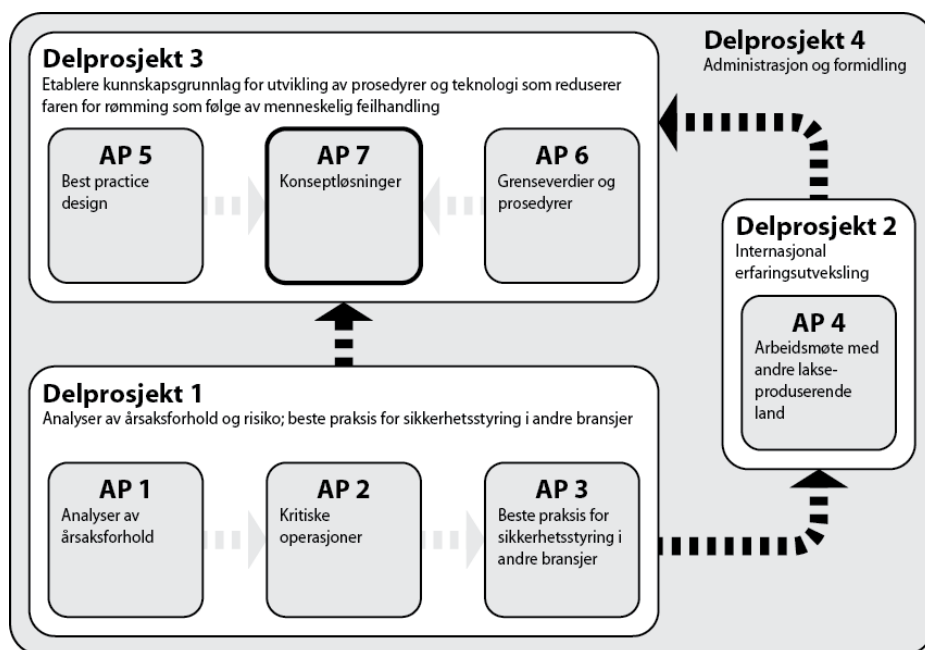 Delprosjekt 3
Etablere kunnskapsgrunnlag for utvikling av prosedyrer og teknologi som reduserer
faren for rømming som følge av menneskelig feilhandling
AP 5
Best practice
design
AP 7
Konseptløsninger
AP 6
Grenseverdier og
prosedyrer
Delprosjekt 4
Administrasjon og formidling
Delprosjekt 2
Internasjonal
erfaringsutveksling
AP 4
Arbeidsmøte med
andre lakse-
produserende
land
Delprosjekt 1
Analyser av årsaksforhold og risiko; beste praksis for sikkerhetsstyring i andre bransjer
AP 1
Analyser av
årsaksforhold
AP 2
Kritiske
operasjoner
AP 3
Beste praksis for
sikkerhetsstyring i
andre bransjer